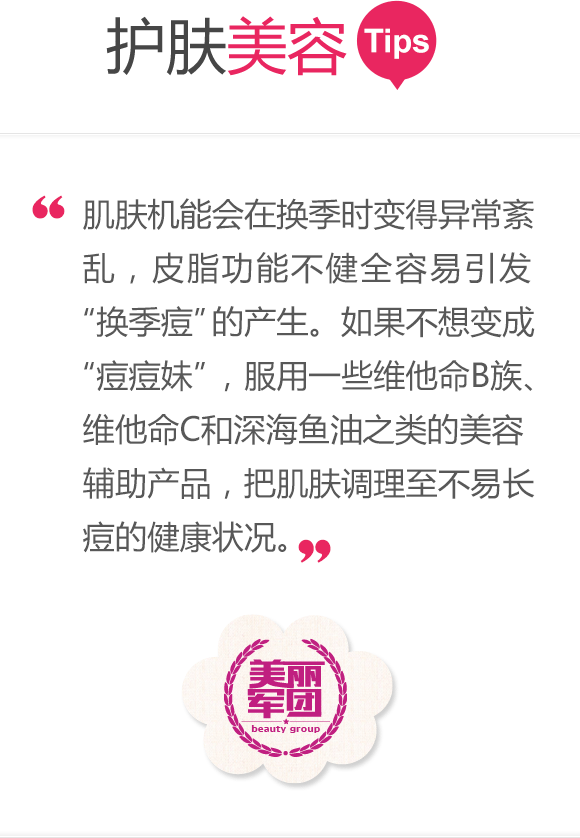 护肤美容 Tips
“肌肤机能会在换季时变得异常紊
乱，皮脂功能不健全容易引发
“换季痘”的产生。如果不想变成
“痘痘妹”，服用一些维他命B族、
维他命C和深海鱼油之类的美容
辅助产品，把肌肤调理至不易长
痘的健康状况。”
美丽
军团
beauty group